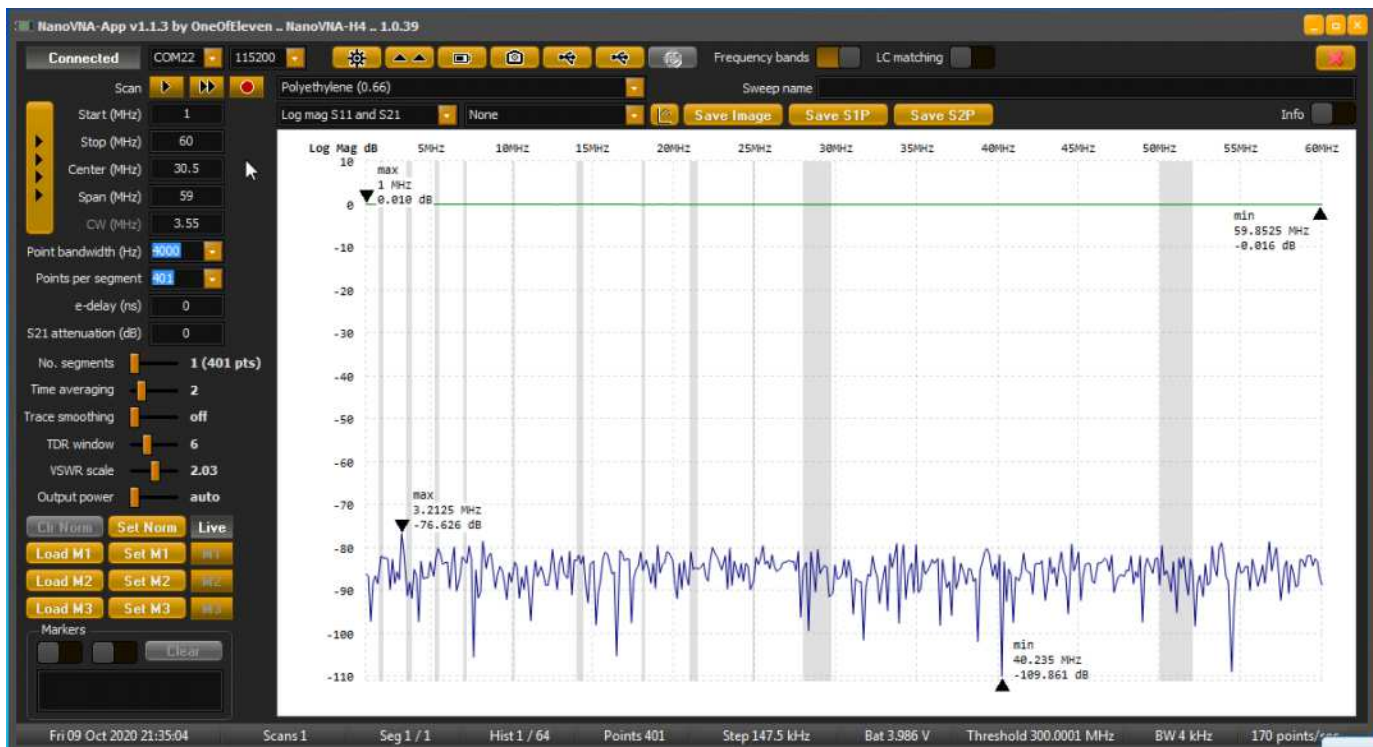 NanoVNA-App v1.1.3 by OneOfEleven .. NanoVNA-H4 .. 1.0.39
Connected COM22 115200 Frequency bands LC matching
Scan Polyethylene (0.66) Sweep name
Start (MHz) 1 Log mag S11 and S21 None Save Image Save S1P Save S2P Info
Stop (MHz) 60
Center (MHz) 30.5
Span (MHz) 59
CW (MHz) 3.55
Point bandwidth (Hz) 4000
Points per segment 401
e-delay (ns) 0
S21 attenuation (dB) 0
No. segments 1 (401 pts)
Time averaging 2
Trace smoothing off
TDR window 6
VSWR scale 2.03
Output power auto
Clr Norm Set Norm Live
Load M1 Set M1 M1
Load M2 Set M2 M2
Load M3 Set M3 M3
Markers
Clear
Log Mag dB 5MHz 10MHz 15MHz 20MHz 25MHz 30MHz 35MHz 40MHz 45MHz 50MHz 55MHz 60MHz
10
0
-10
-20
-30
-40
-50
-60
-70
-80
-90
-100
-110
max
1 MHz
0.010 dB
min
59.8525 MHz
-0.016 dB
max
3.2125 MHz
-76.626 dB
min
40.235 MHz
-109.861 dB
Fri 09 Oct 2020 21:35:04 Scans 1 Seg 1 / 1 Hist 1 / 64 Points 401 Step 147.5 kHz Bat 3.986 V Threshold 300.0001 MHz BW 4 kHz 170 points/sec